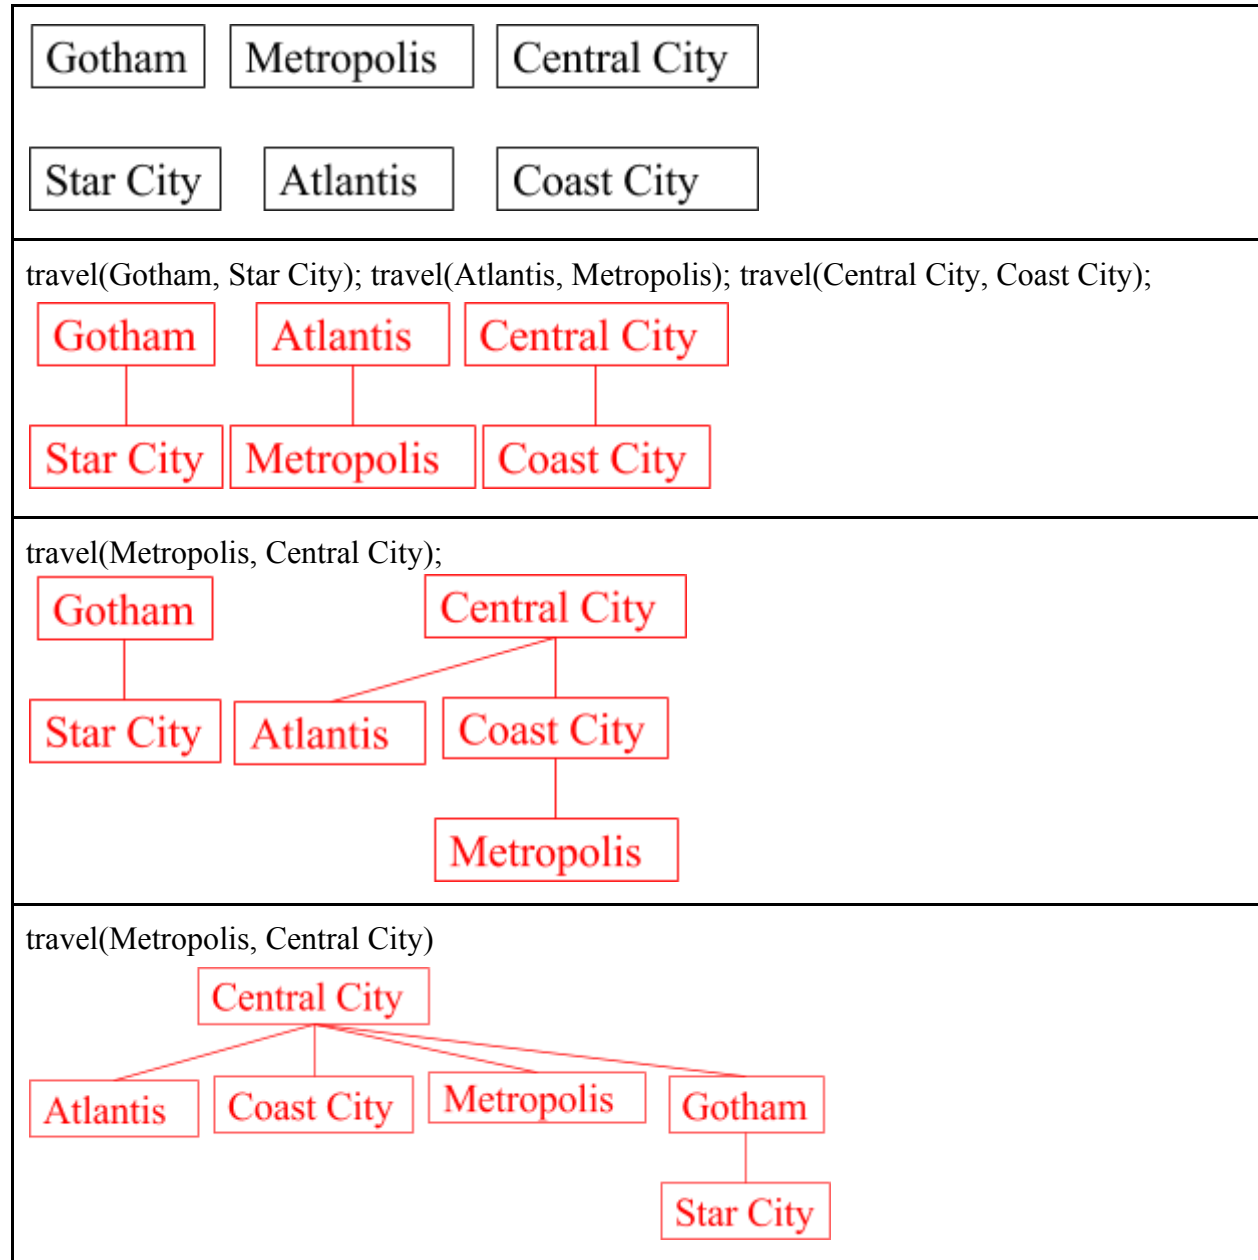 Gotham Metropolis Central City
Star City Atlantis Coast City
travel(Gotham, Star City); travel(Atlantis, Metropolis); travel(Central City, Coast City);
Gotham Atlantis Central City
Star City Metropolis Coast City
travel(Metropolis, Central City);
Gotham Central City
Star City Atlantis Coast City
Metropolis
travel(Metropolis, Central City)
Central City
Atlantis Coast City Metropolis Gotham
Star City